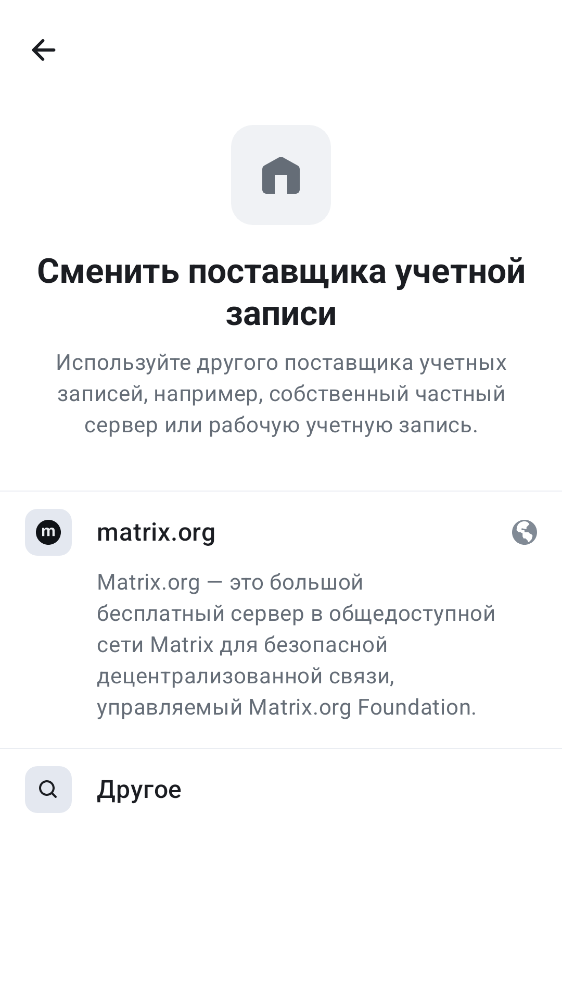 Сменить поставщика учетной
записи
Используйте другого поставщика учетных
записей, например, собственный частный
сервер или рабочую учетную запись.
m
matrix.org
Matrix.org — это большой
бесплатный сервер в общедоступной
сети Matrix для безопасной
децентрализованной связи,
управляемый Matrix.org Foundation.
Другое